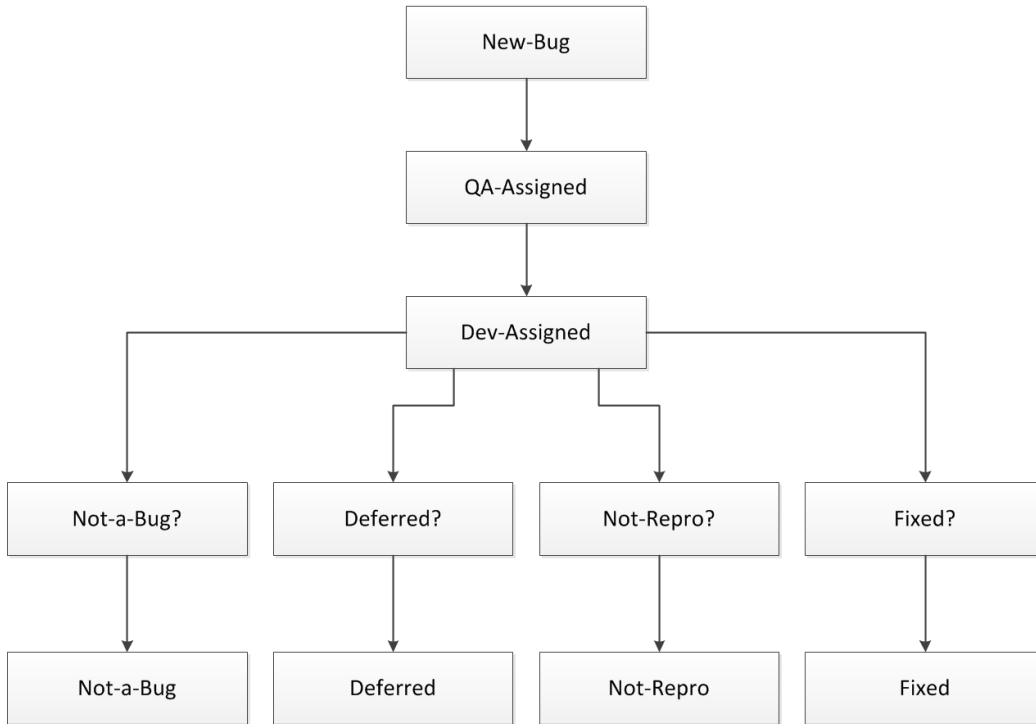 New-Bug
QA-Assigned
Dev-Assigned
Not-a-Bug?
Deferred?
Not-Repro?
Fixed?
Not-a-Bug
Deferred
Not-Repro
Fixed